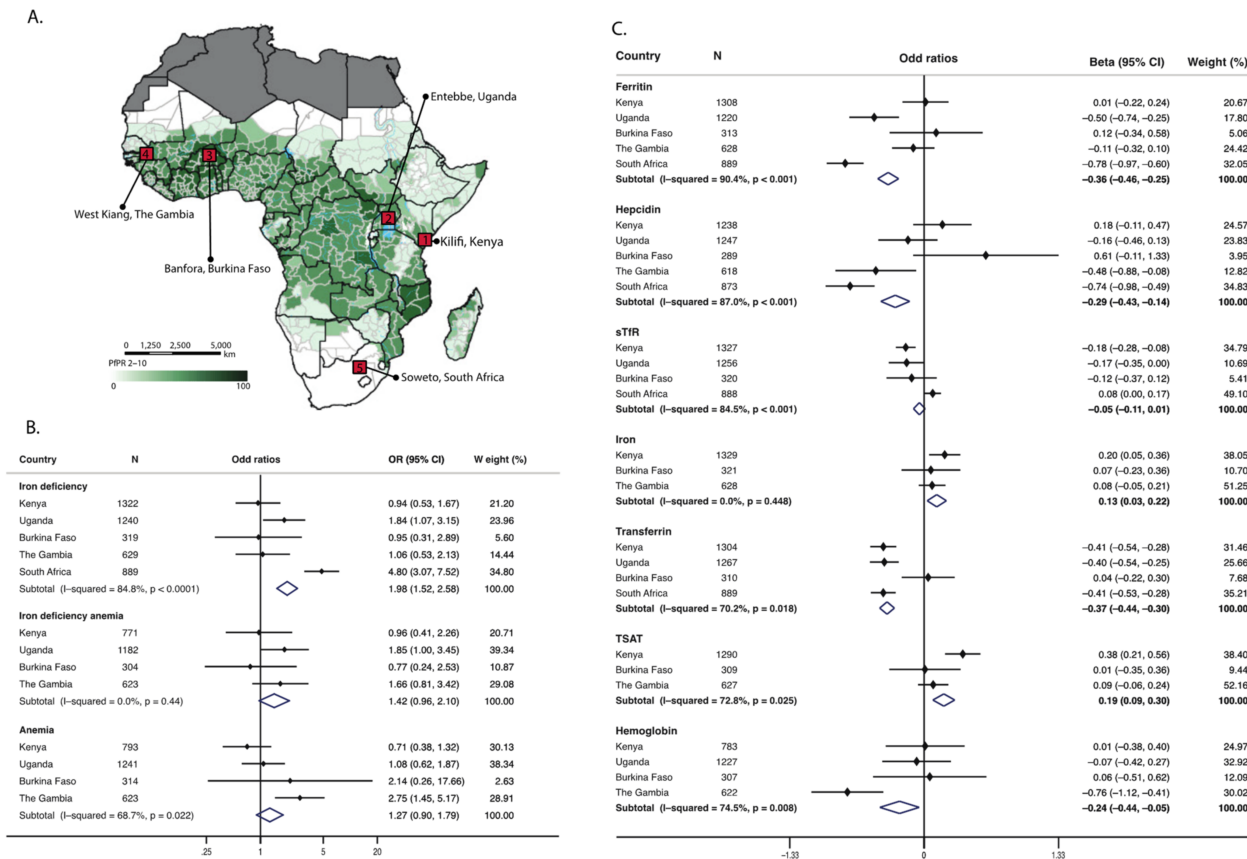 A.
Entebbe, Uganda
4
3
West Kiang, The Gambia
2
1
Kilifi, Kenya
Banfora, Burkina Faso
0 1,250 2,500 5,000
km
PfPR 2–10
0 100
5
Soweto, South Africa
B.
Country N Odd ratios OR (95% CI) W eight (%)
Iron deficiency
Kenya 1322 0.94 (0.53, 1.67) 21.20
Uganda 1240 1.84 (1.07, 3.15) 23.96
Burkina Faso 319 0.95 (0.31, 2.89) 5.60
The Gambia 629 1.06 (0.53, 2.13) 14.44
South Africa 889 4.80 (3.07, 7.52) 34.80
Subtotal (I–squared = 84.8%, p < 0.0001) 1.98 (1.52, 2.58) 100.00
Iron deficiency anemia
Kenya 771 0.96 (0.41, 2.26) 20.71
Uganda 1182 1.85 (1.00, 3.45) 39.34
Burkina Faso 304 0.77 (0.24, 2.53) 10.87
The Gambia 623 1.66 (0.81, 3.42) 29.08
Subtotal (I–squared = 0.0%, p = 0.44) 1.42 (0.96, 2.10) 100.00
Anemia
Kenya 793 0.71 (0.38, 1.32) 30.13
Uganda 1241 1.08 (0.62, 1.87) 38.34
Burkina Faso 314 2.14 (0.26, 17.66) 2.63
The Gambia 623 2.75 (1.45, 5.17) 28.91
Subtotal (I–squared = 68.7%, p = 0.022) 1.27 (0.90, 1.79) 100.00
.25 1 5 20
C.
Country N Odd ratios Beta (95% CI) Weight (%)
Ferritin
Kenya 1308 0.01 (−0.22, 0.24) 20.67
Uganda 1220 −0.50 (−0.74, −0.25) 17.80
Burkina Faso 313 0.12 (−0.34, 0.58) 5.06
The Gambia 628 −0.11 (−0.32, 0.10) 24.42
South Africa 889 −0.78 (−0.97, −0.60) 32.05
Subtotal (I–squared = 90.4%, p < 0.001) −0.36 (−0.46, −0.25) 100.00
Hepcidin
Kenya 1238 0.18 (−0.11, 0.47) 24.57
Uganda 1247 −0.16 (−0.46, 0.13) 23.83
Burkina Faso 289 0.61 (−0.11, 1.33) 3.95
The Gambia 618 −0.48 (−0.88, −0.08) 12.82
South Africa 873 −0.74 (−0.98, −0.49) 34.83
Subtotal (I–squared = 87.0%, p < 0.001) −0.29 (−0.43, −0.14) 100.00
sTfR
Kenya 1327 −0.18 (−0.28, −0.08) 34.79
Uganda 1256 −0.17 (−0.35, 0.00) 10.69
Burkina Faso 320 −0.12 (−0.37, 0.12) 5.41
South Africa 888 0.08 (0.00, 0.17) 49.10
Subtotal (I–squared = 84.5%, p < 0.001) −0.05 (−0.11, 0.01) 100.00
Iron
Kenya 1329 0.20 (0.05, 0.36) 38.05
Burkina Faso 321 0.07 (−0.23, 0.36) 10.70
The Gambia 628 0.08 (−0.05, 0.21) 51.25
Subtotal (I–squared = 0.0%, p = 0.448) 0.13 (0.03, 0.22) 100.00
Transferrin
Kenya 1304 −0.41 (−0.54, −0.28) 31.46
Uganda 1267 −0.40 (−0.54, −0.25) 25.66
Burkina Faso 310 0.04 (−0.22, 0.30) 7.68
South Africa 889 −0.41 (−0.53, −0.28) 35.21
Subtotal (I–squared = 70.2%, p = 0.018) −0.37 (−0.44, −0.30) 100.00
TSAT
Kenya 1290 0.38 (0.21, 0.56) 38.40
Burkina Faso 309 0.01 (−0.35, 0.36) 9.44
The Gambia 627 0.09 (−0.06, 0.24) 52.16
Subtotal (I–squared = 72.8%, p = 0.025) 0.19 (0.09, 0.30) 100.00
Hemoglobin
Kenya 783 0.01 (−0.38, 0.40) 24.97
Uganda 1227 −0.07 (−0.42, 0.27) 32.92
Burkina Faso 307 0.06 (−0.51, 0.62) 12.09
The Gambia 622 −0.76 (−1.12, −0.41) 30.02
Subtotal (I–squared = 74.5%, p = 0.008) −0.24 (−0.44, −0.05) 100.00
−1.33 0 1.33